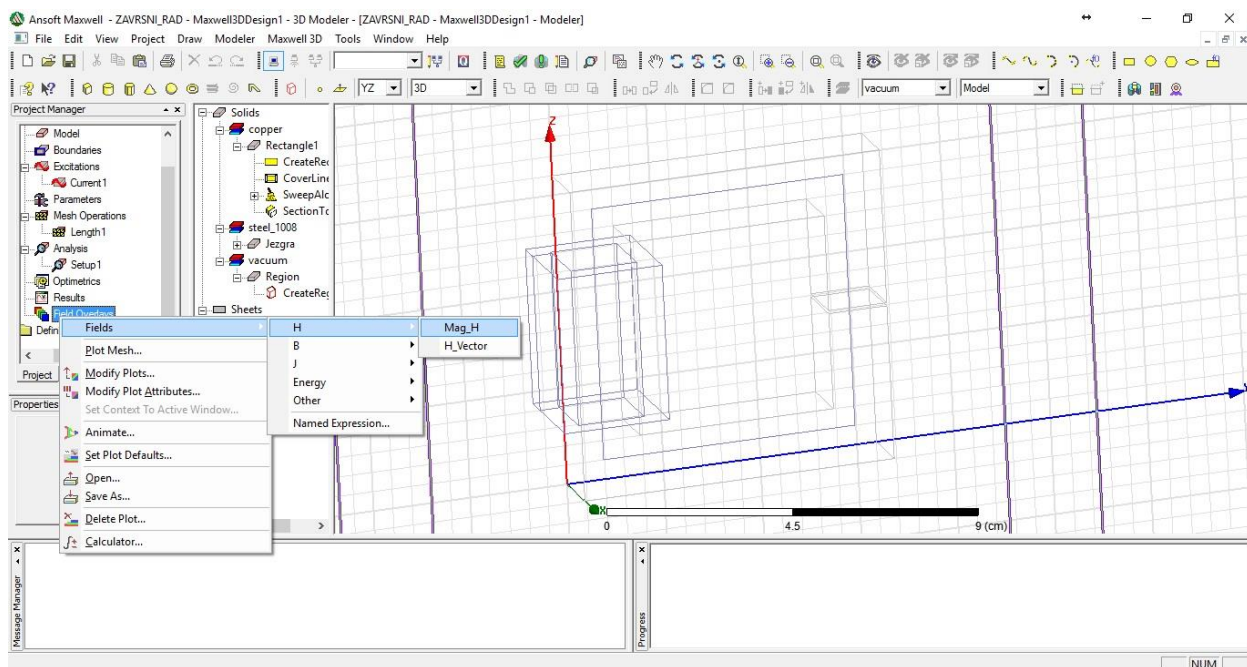 Ansoft Maxwell - ZAVRSNI_RAD - Maxwell3DDesign1 - 3D Modeler - [ZAVRSNI_RAD - Maxwell3DDesign1 - Modeler]
File Edit View Project Draw Modeler Maxwell 3D Tools Window Help
YZ 3D vacuum Model
Project Manager
Model
Boundaries
Excitations
Current1
Parameters
Mesh Operations
Length1
Analysis
Setup1
Optimetrics
Results
Field Overlays
Defin
Project
Properties
Solids
copper
Rectangle1
CreateRec
CoverLine
SweepAlc
SectionTo
steel_1008
Jezgra
vacuum
Region
CreateReg
Sheets
Fields
Plot Mesh...
Modify Plots...
Modify Plot Attributes...
Set Context To Active Window...
Animate...
Set Plot Defaults...
Open...
Save As...
Delete Plot...
Calculator...
H
B
J
Energy
Other
Named Expression...
Mag_H
H_Vector
Z
X
0 4.5 9 (cm)
Message Manager
Progress
NUM